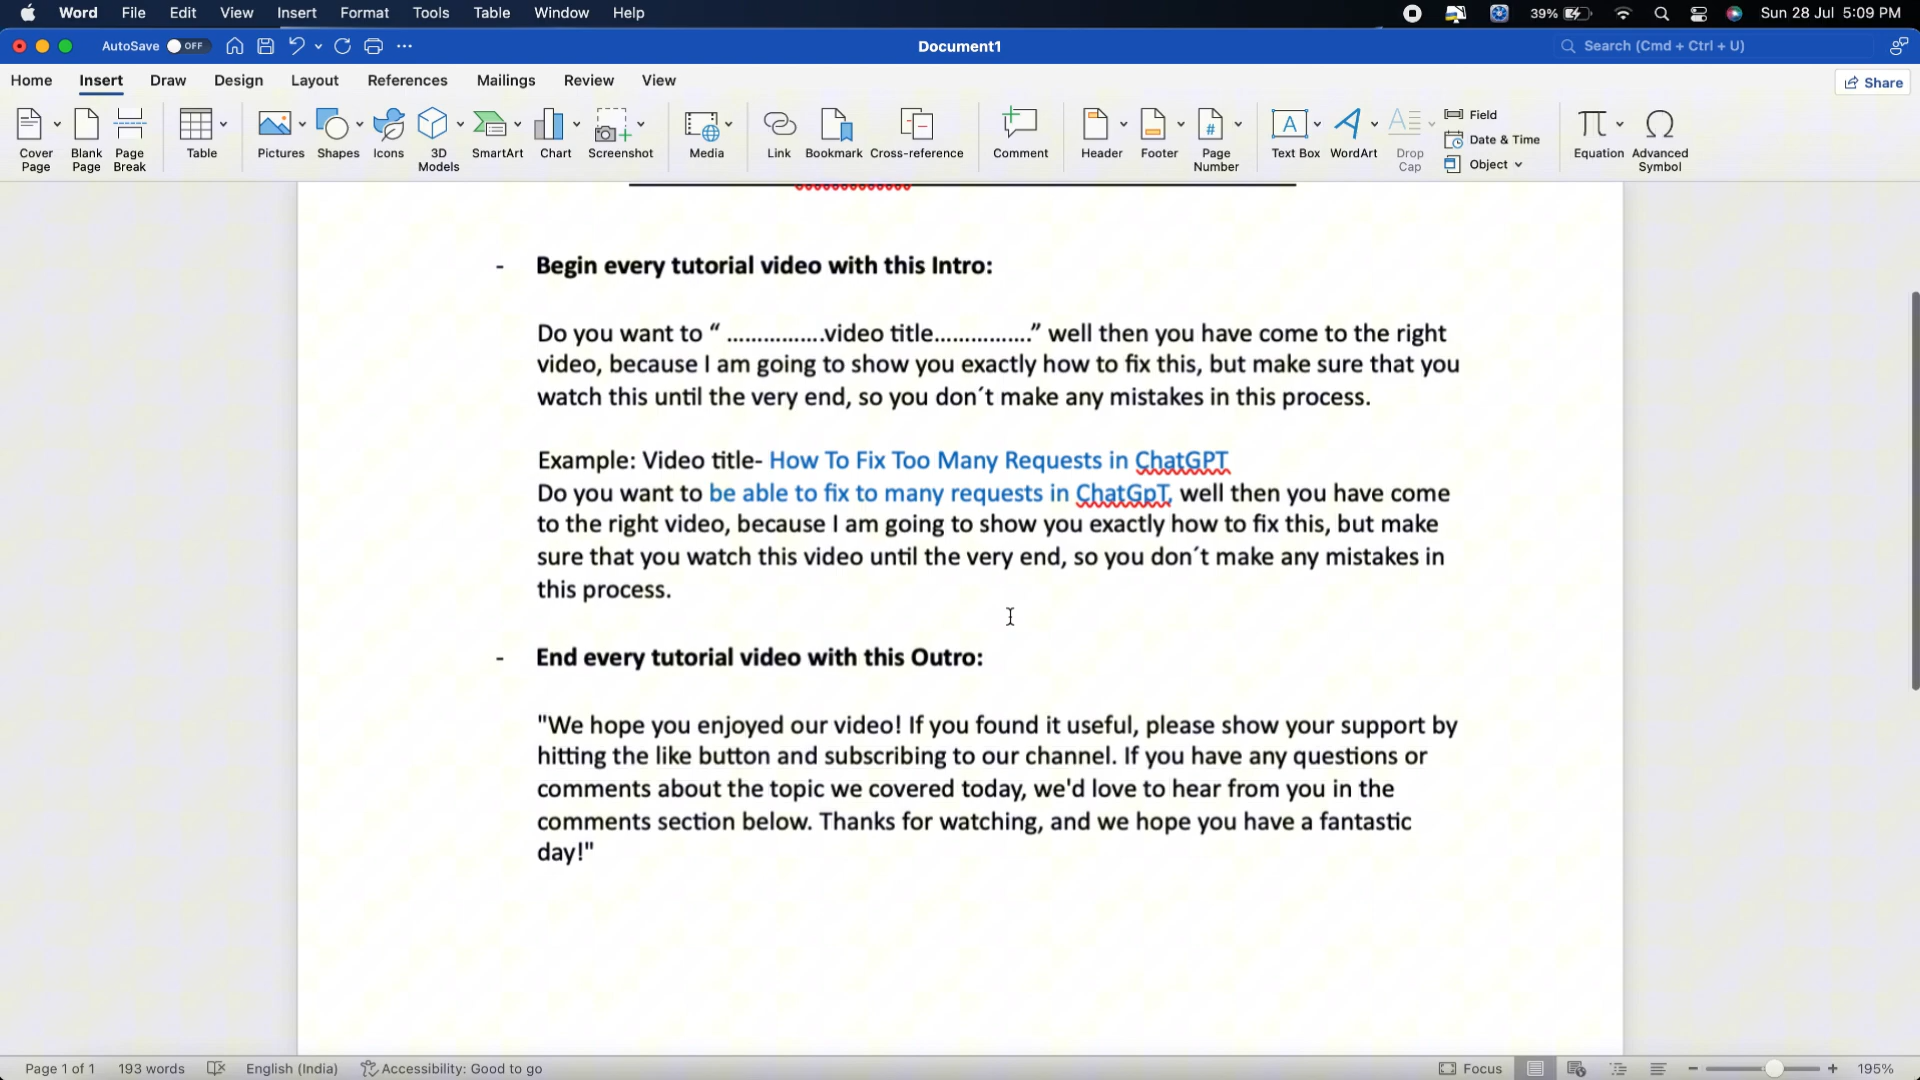 Word File Edit View Insert Format Tools Table Window Help 39% Sun 28 Jul 5:09 PM
AutoSave OFF Document1 Search (Cmd + Ctrl + U)
Home Insert Draw Design Layout References Mailings Review View Share
Cover Page Blank Page Page Break Table Pictures Shapes Icons 3D Models SmartArt Chart Screenshot Media Link Bookmark Cross-reference Comment Header Footer Page Number Text Box WordArt Drop Cap Field Date & Time Object Equation Advanced Symbol
- Begin every tutorial video with this Intro:
Do you want to “ ……………..video title……………." well then you have come to the right
video, because I am going to show you exactly how to fix this, but make sure that you
watch this until the very end, so you don´t make any mistakes in this process.
Example: Video title- How To Fix Too Many Requests in ChatGPT
Do you want to be able to fix to many requests in ChatGpT, well then you have come
to the right video, because I am going to show you exactly how to fix this, but make
sure that you watch this video until the very end, so you don´t make any mistakes in
this process.
- End every tutorial video with this Outro:
"We hope you enjoyed our video! If you found it useful, please show your support by
hitting the like button and subscribing to our channel. If you have any questions or
comments about the topic we covered today, we'd love to hear from you in the
comments section below. Thanks for watching, and we hope you have a fantastic
day!"
Page 1 of 1 193 words English (India) Accessibility: Good to go Focus 195%